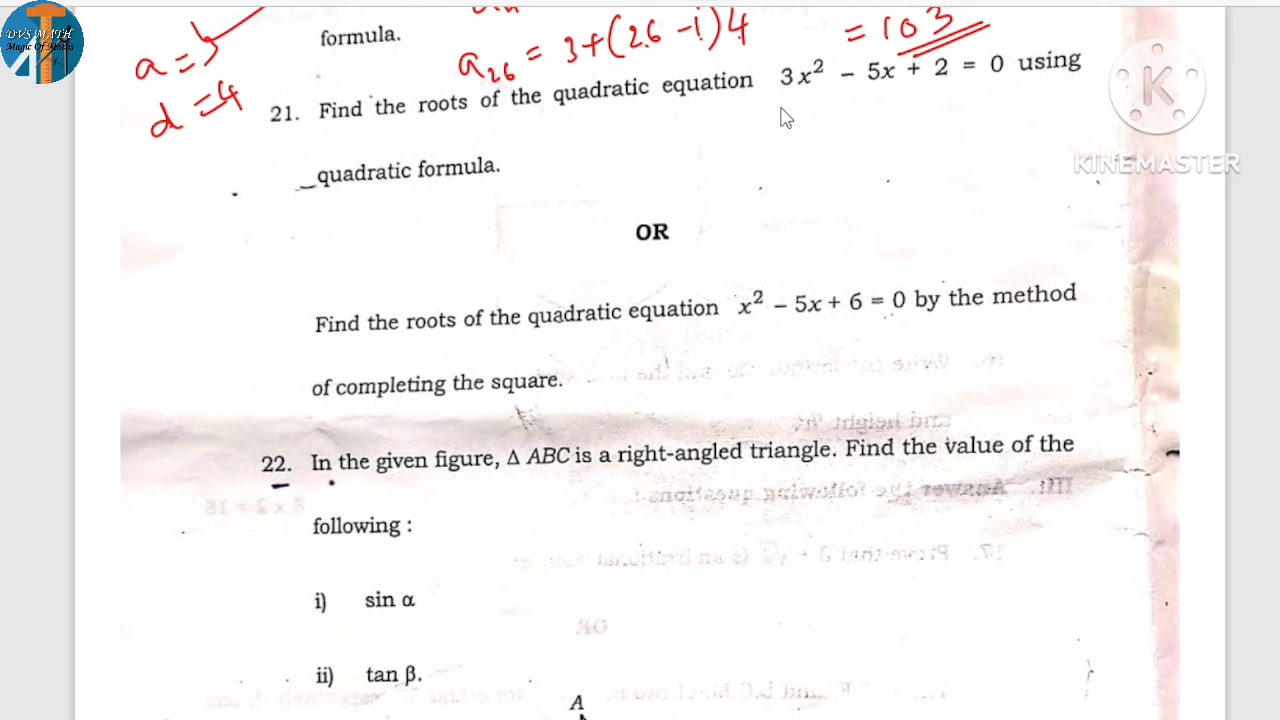 DVS MATH
Magic Of Maths
formula.
a = 3
d = 4
a26 = 3 + (26 - 1) 4 = 103
KINEMASTER
21. Find the roots of the quadratic equation 3x² – 5x + 2 = 0 using
quadratic formula.
OR
Find the roots of the quadratic equation x² – 5x + 6 = 0 by the method
of completing the square.
22. In the given figure, Δ ABC is a right-angled triangle. Find the value of the
following :
i) sin α
ii) tan β.
A